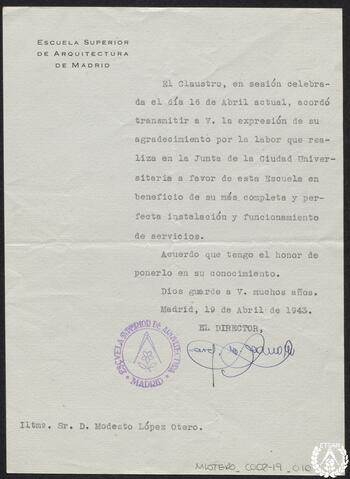 ESCUELA SUPERIOR
DE ARQUITECTURA
DE MADRID
El Claustro, en sesión celebra-
da el día 16 de Abril actual, acordó
transmitir a V. la expresión de su
agradecimiento por la labor que rea-
liza en la Junta de la Ciudad Univer-
sitaria a favor de esta Escuela en
beneficio de su más completa y per-
fecta instalación y funcionamiento
de servicios.
Acuerdo que tengo el honor de
ponerlo en su conocimiento.
Dios guarde a V. muchos años.
Madrid, 19 de Abril de 1943.
EL DIRECTOR,
ESCUELA SUPERIOR DE ARQUITECTURA
MADRID
Iltmo. Sr. D. Modesto López Otero.
MLOTERO_C007-19_010